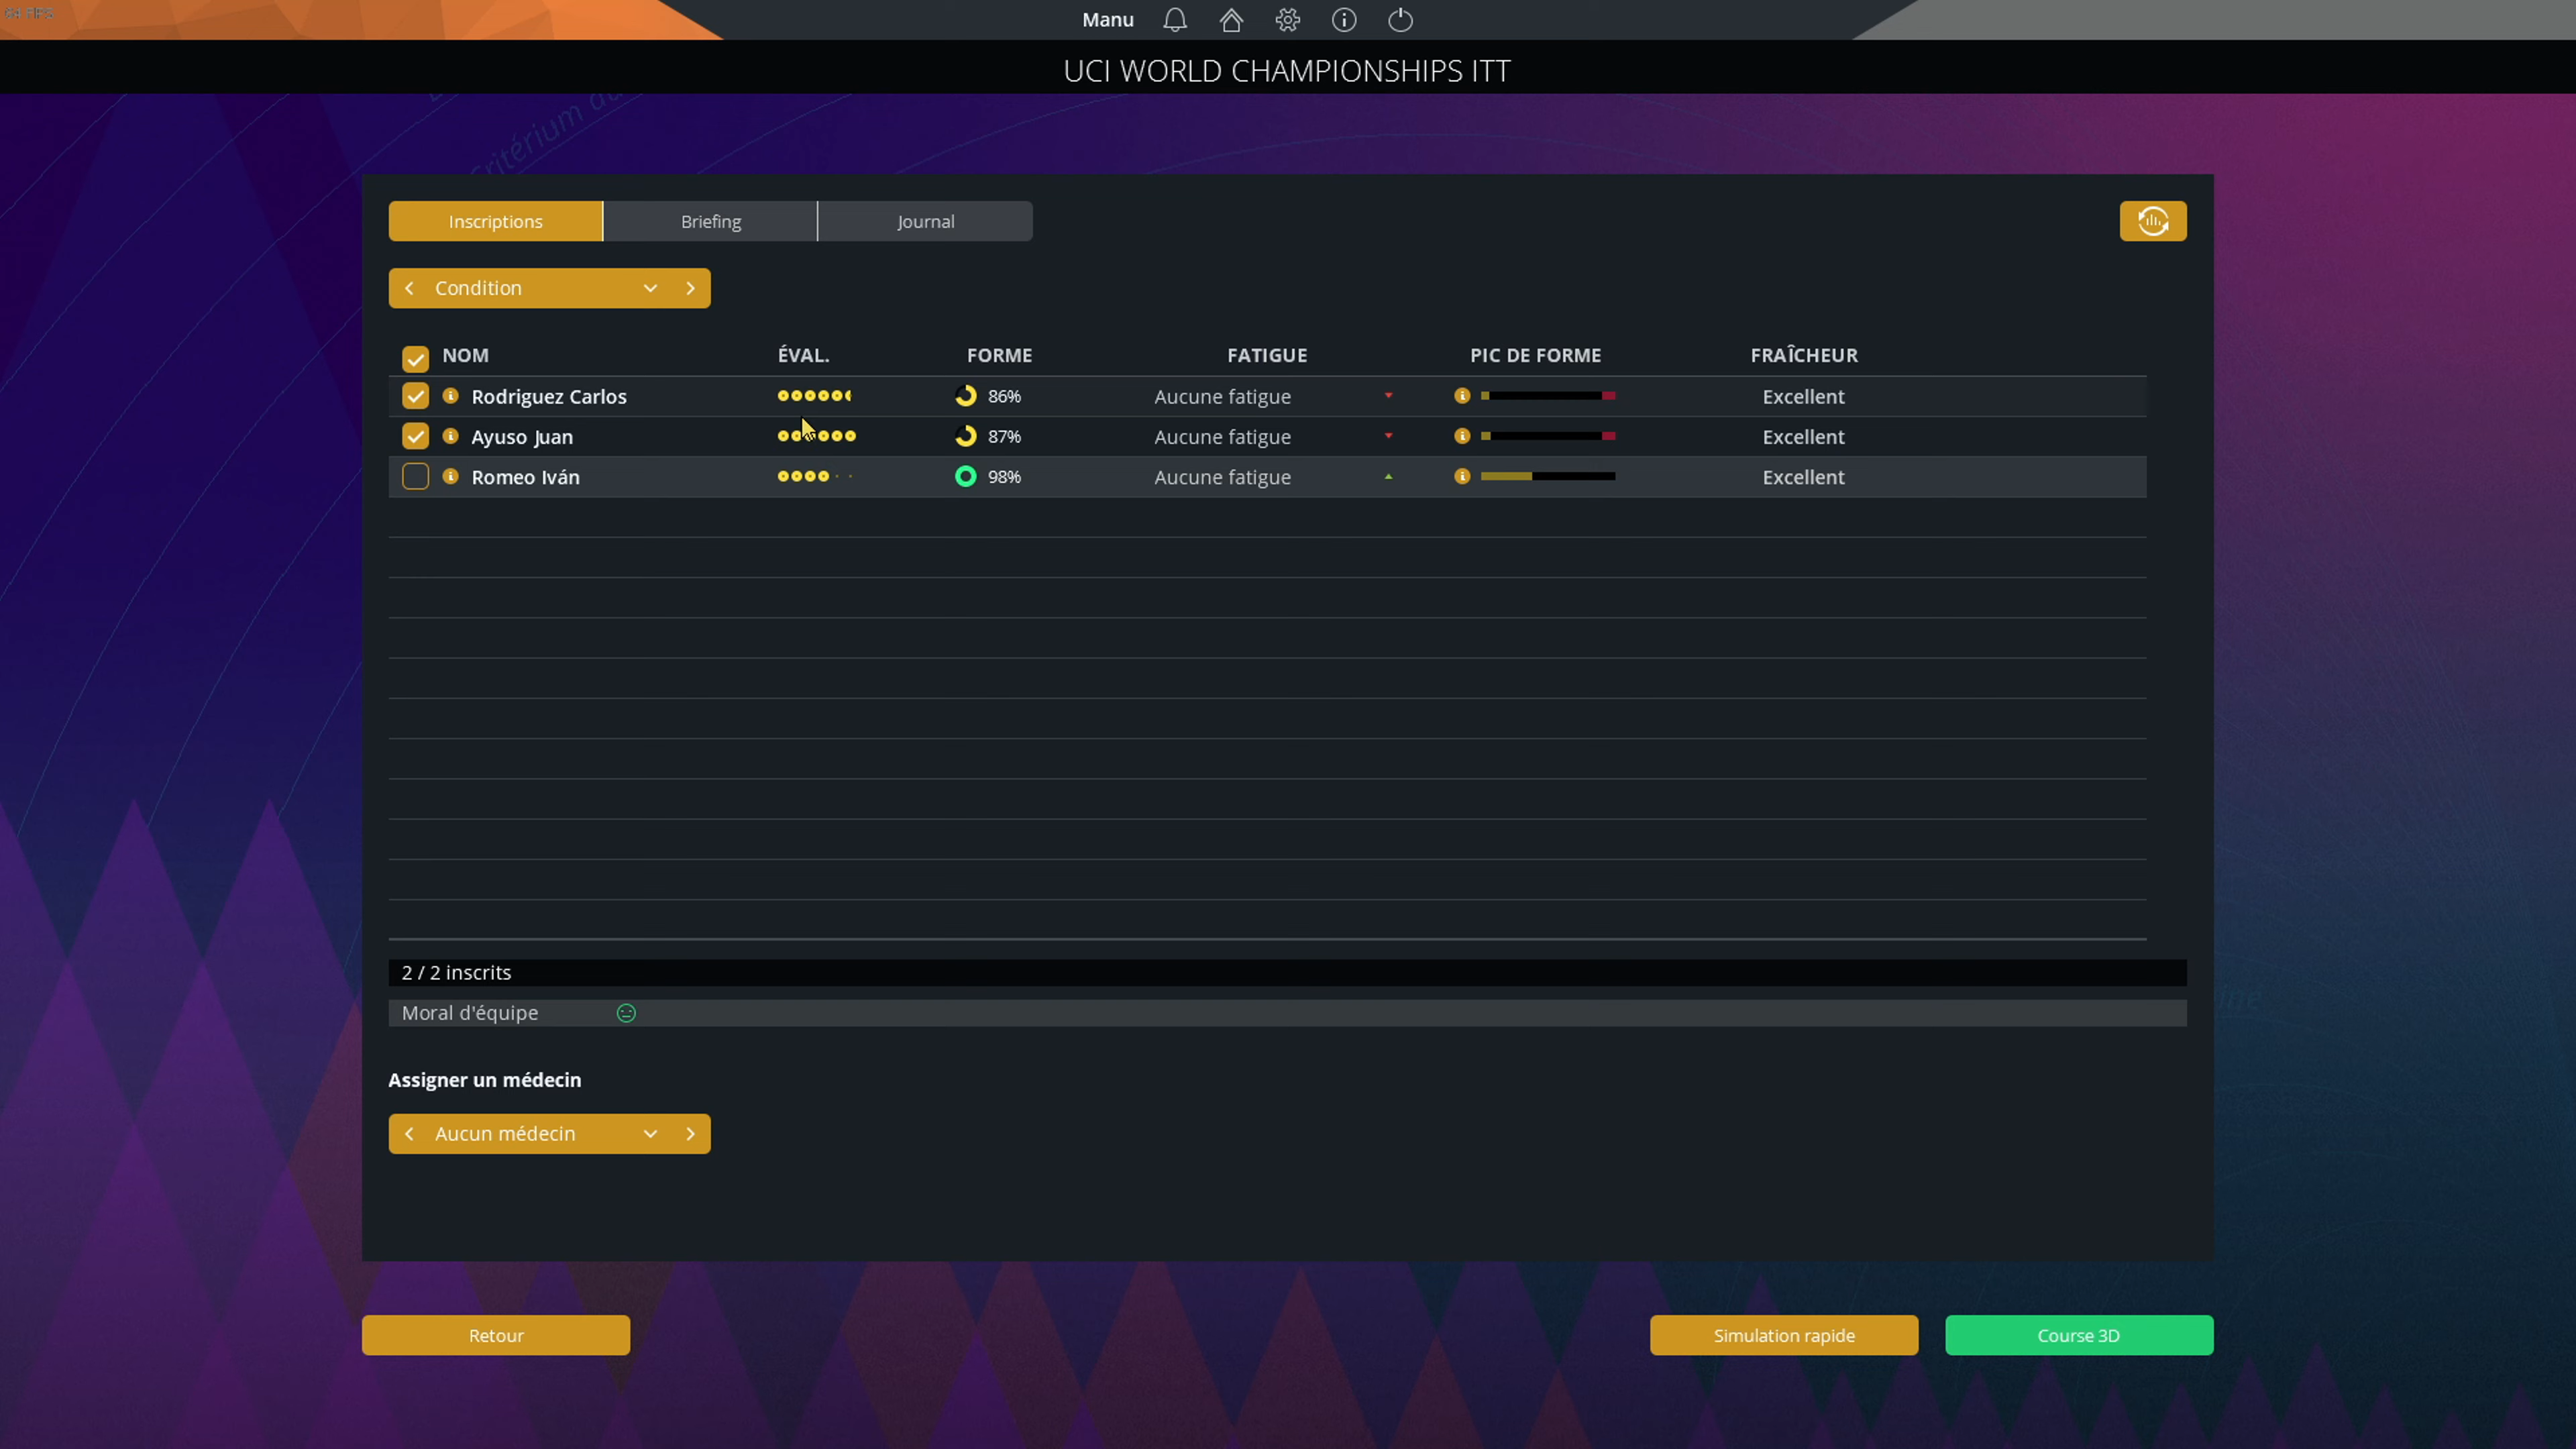 Manu
UCI WORLD CHAMPIONSHIPS ITT
Critérium du
Inscriptions
Briefing
Journal
Condition
NOM ÉVAL. FORME FATIGUE PIC DE FORME FRAÎCHEUR
Rodriguez Carlos 86% Aucune fatigue Excellent
Ayuso Juan 87% Aucune fatigue Excellent
Romeo Iván 98% Aucune fatigue Excellent
2 / 2 inscrits
Moral d'équipe
Assigner un médecin
Aucun médecin
Retour
Simulation rapide
Course 3D